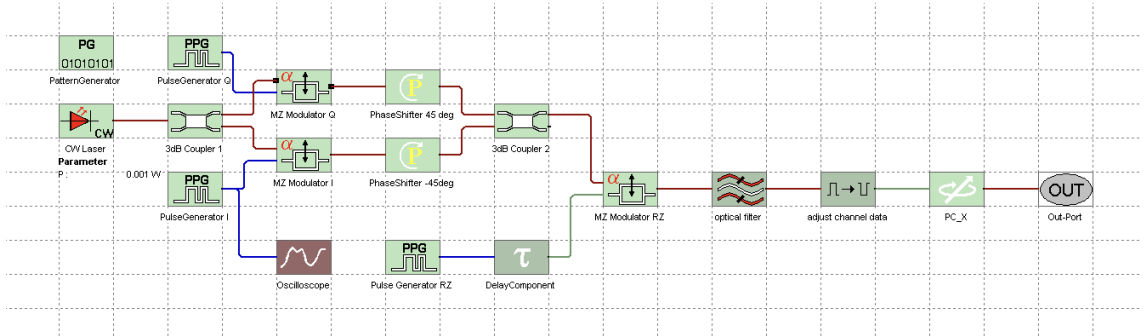 PG
01010101
PatternGenerator
PPG
PulseGenerator Q
α
MZ Modulator Q
P
PhaseShifter 45 deg
CW
CW Laser
Parameter
P : 0.001 W
3dB Coupler 1
α
MZ Modulator I
P
PhaseShifter -45deg
3dB Coupler 2
PPG
PulseGenerator I
α
MZ Modulator RZ
optical filter
adjust channel data
PC_X
OUT
Out-Port
Oscilloscope
PPG
Pulse Generator RZ
τ
DelayComponent